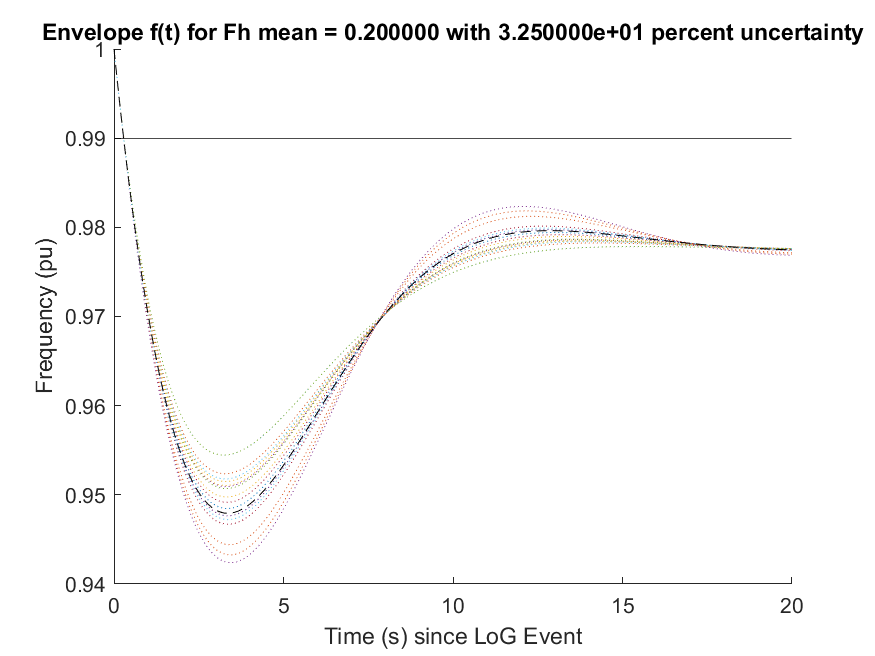 Envelope f(t) for Fh mean = 0.200000 with 3.250000e+01 percent uncertainty
1
0.99
0.98
0.97
0.96
0.95
0.94
Frequency (pu)
0 5 10 15 20
Time (s) since LoG Event